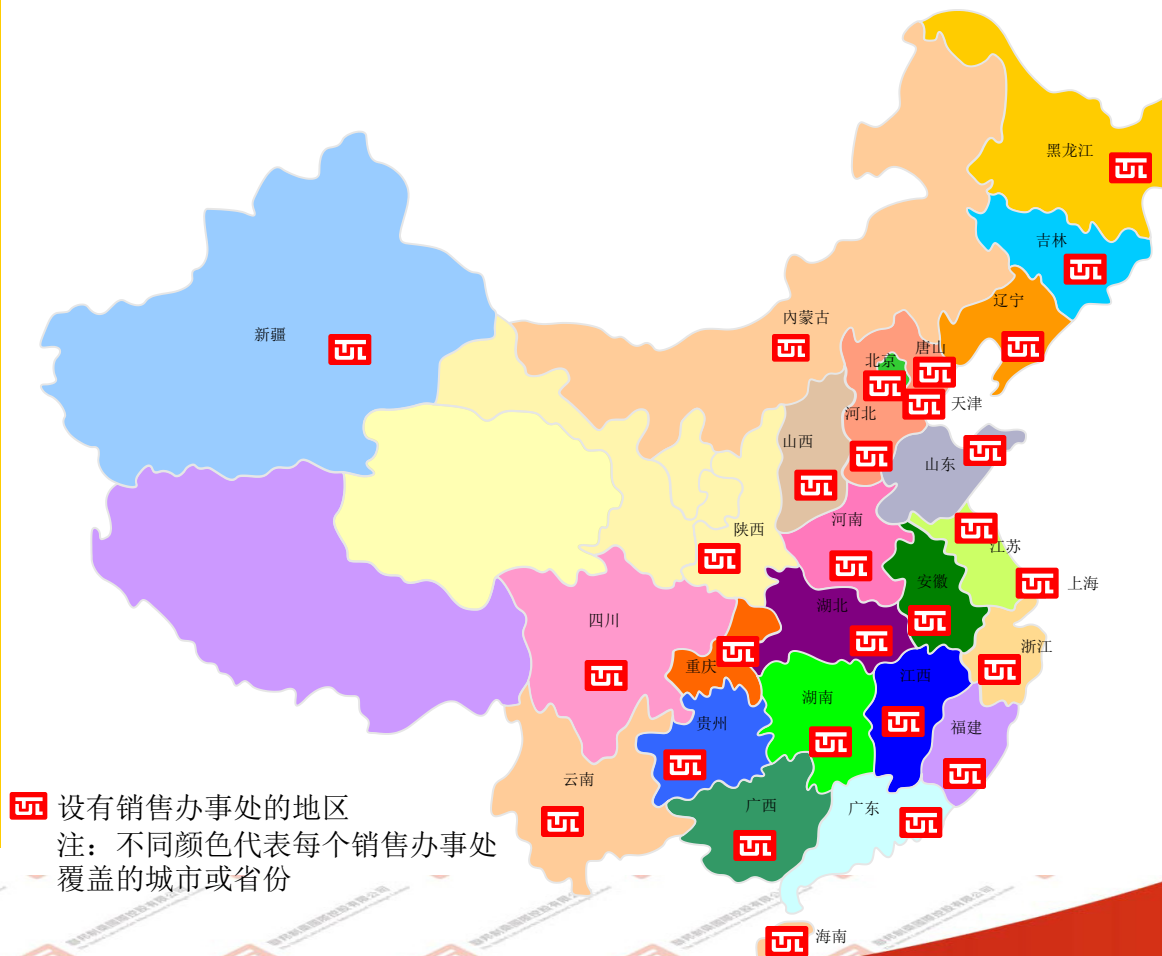 黑龙江
吉林
辽宁
新疆
内蒙古
唐山
北京
天津
河北
山西
山东
河南
陕西
江苏
安徽
上海
湖北
四川
浙江
重庆
江西
湖南
贵州
福建
云南
广西
广东
设有销售办事处的地区
注：不同颜色代表每个销售办事处
覆盖的城市或省份
海南